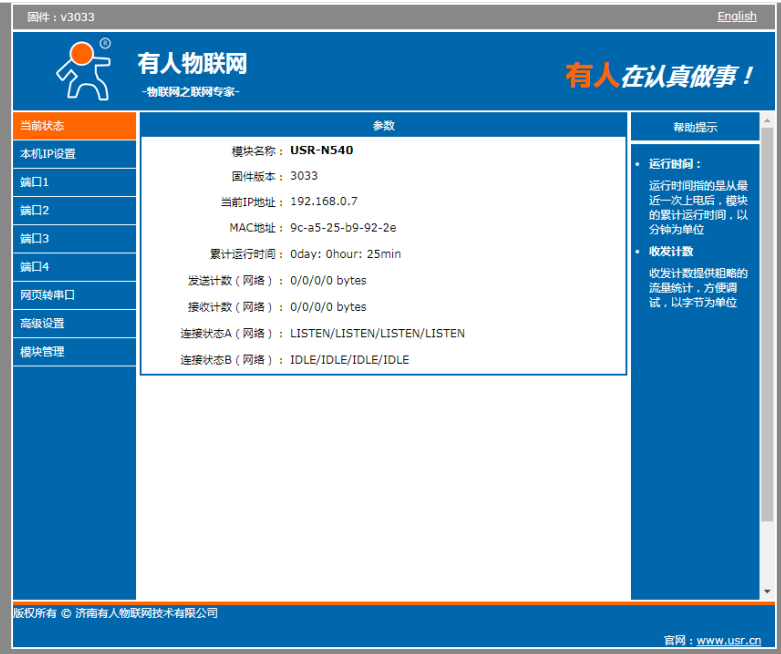 固件：v3033
English
®
有人物联网
-物联网之联网专家-
有人在认真做事！
当前状态
本机IP设置
端口1
端口2
端口3
端口4
网页转串口
高级设置
模块管理
参数
模块名称： USR-N540
固件版本： 3033
当前IP地址： 192.168.0.7
MAC地址： 9c-a5-25-b9-92-2e
累计运行时间： 0day: 0hour: 25min
发送计数（网络）： 0/0/0/0 bytes
接收计数（网络）： 0/0/0/0 bytes
连接状态A（网络）： LISTEN/LISTEN/LISTEN/LISTEN
连接状态B（网络）： IDLE/IDLE/IDLE/IDLE
帮助提示
• 运行时间：
运行时间指的是从最
近一次上电后，模块
的累计运行时间，以
分钟为单位
• 收发计数
收发计数提供粗略的
流量统计，方便调
试，以字节为单位
版权所有 © 济南有人物联网技术有限公司
官网：www.usr.cn